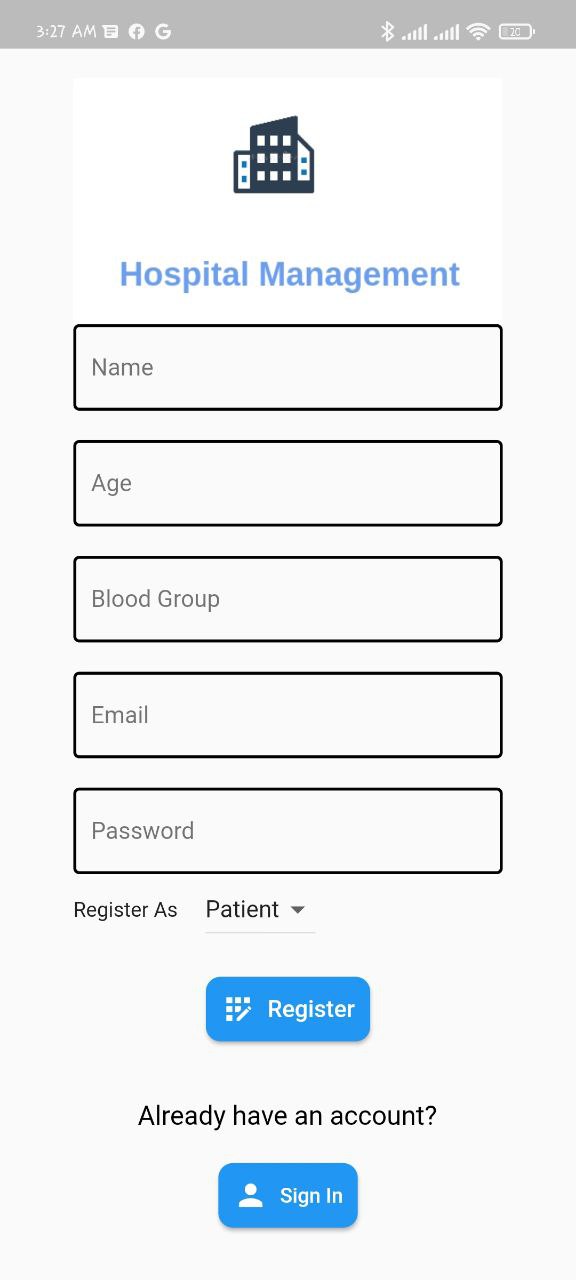 3:27 AM 20
Hospital Management
Name
Age
Blood Group
Email
Password
Register As Patient
Register
Already have an account?
Sign In